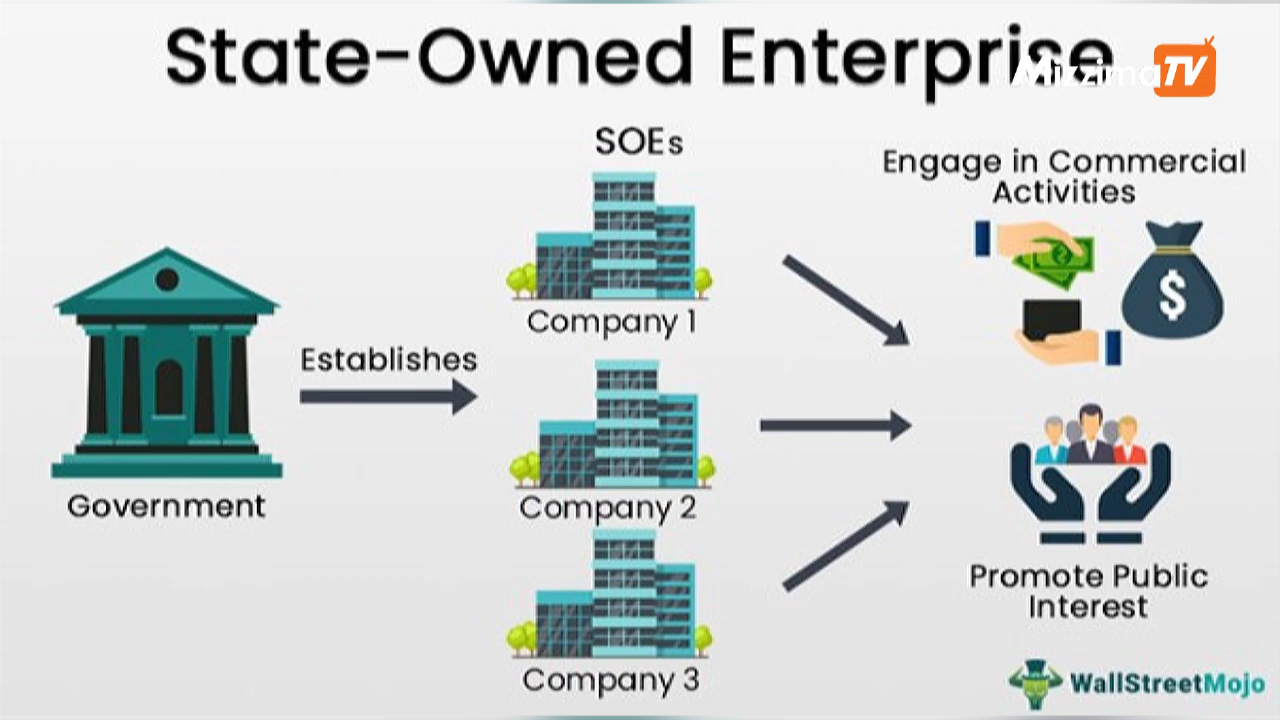 State-Owned Enterprise
MizzimaTV
SOEs
Engage in Commercial
Activities
$
Company 1
Establishes
Government
Company 2
Promote Public
Interest
Company 3
WallStreetMojo